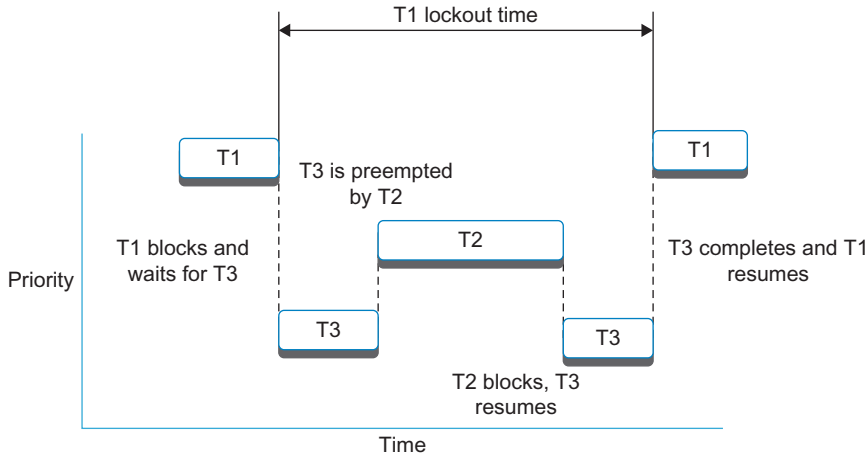 T1 lockout time
T1
T1
T3 is preempted
by T2
T1 blocks and
waits for T3
T2
T3 completes and T1
resumes
Priority
T3
T3
T2 blocks, T3
resumes
Time